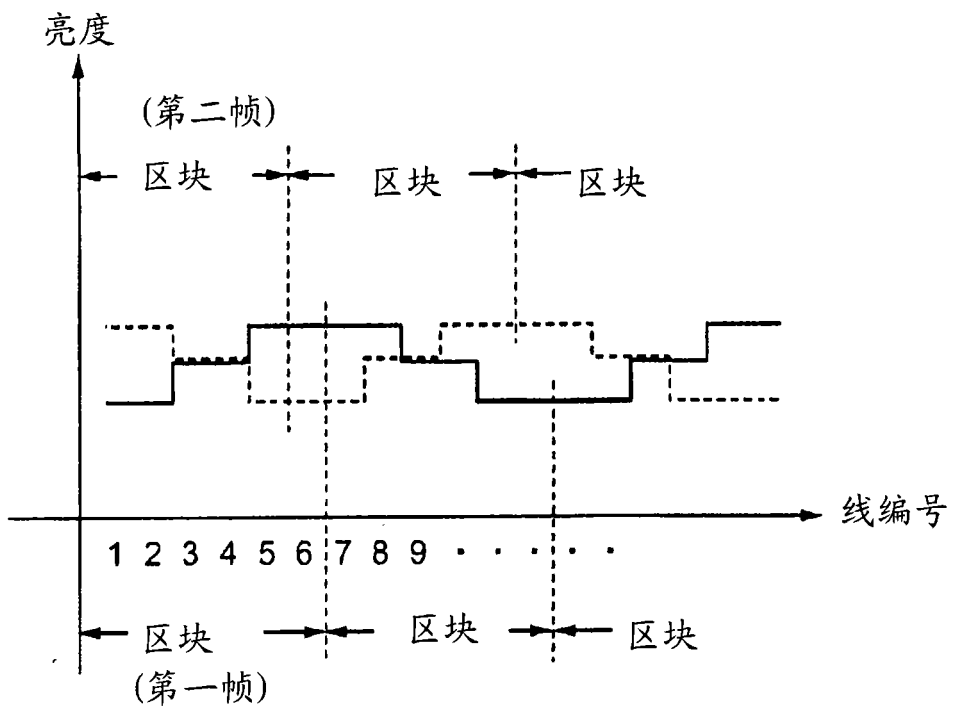 亮度
(第二帧)
区块 区块 区块
线编号
1 2 3 4 5 6 7 8 9 · · · · ·
区块 区块 区块
(第一帧)